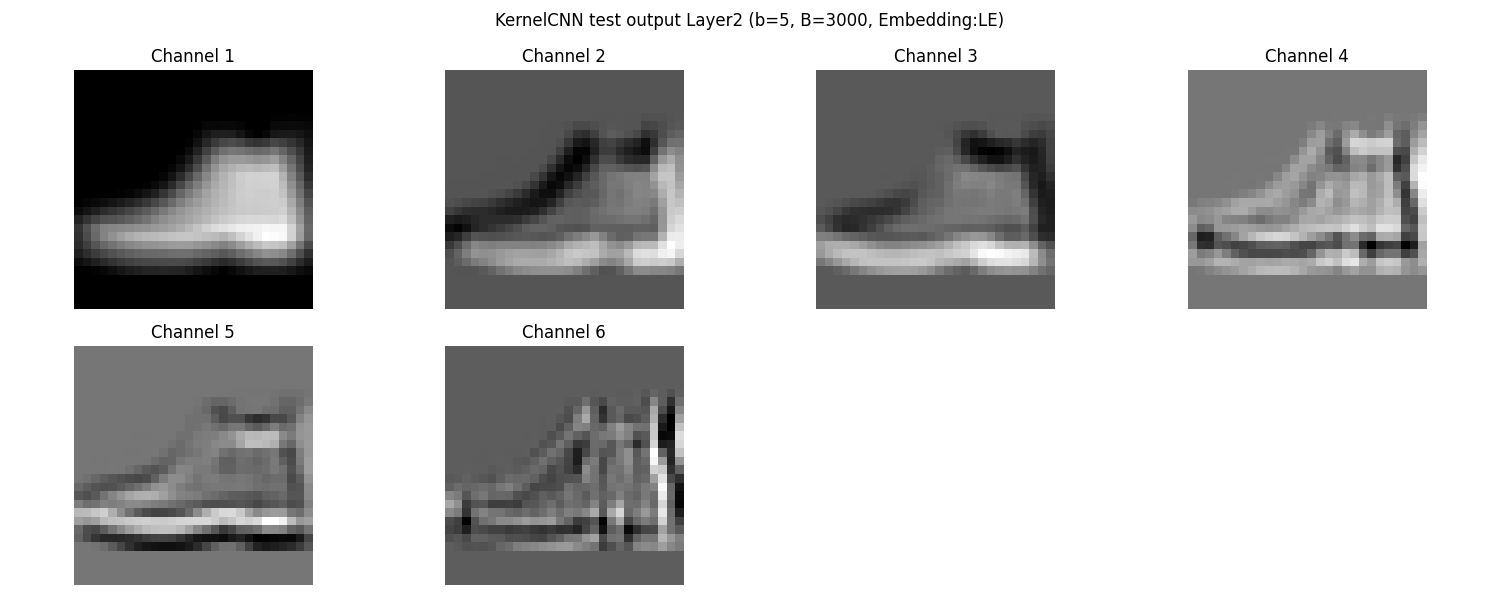 KernelCNN test output Layer2 (b=5, B=3000, Embedding:LE)
Channel 1
Channel 2
Channel 3
Channel 4
Channel 5
Channel 6